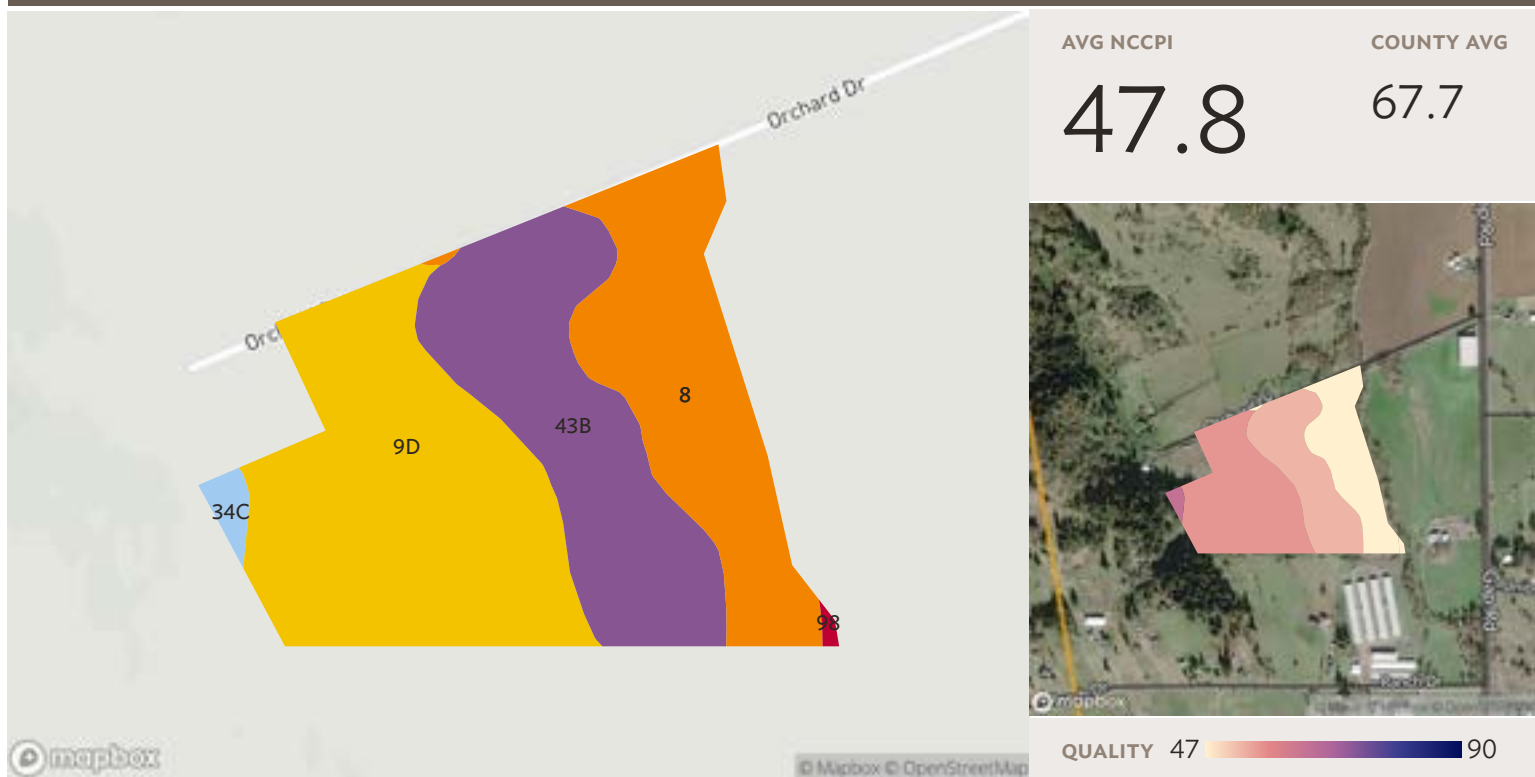 Orchard Dr
Orc
9D
43B
8
34C
98
mapbox
© Mapbox © OpenStreetMap
AVG NCCPI
COUNTY AVG
47.8
67.7
mapbox
QUALITY 47 90